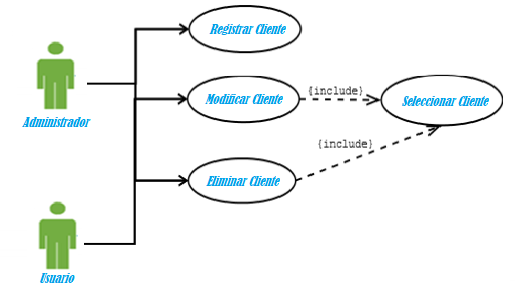 Registrar Cliente
Administrador
Modificar Cliente
{include}
Seleccionar Cliente
{include}
Eliminar Cliente
Usuario